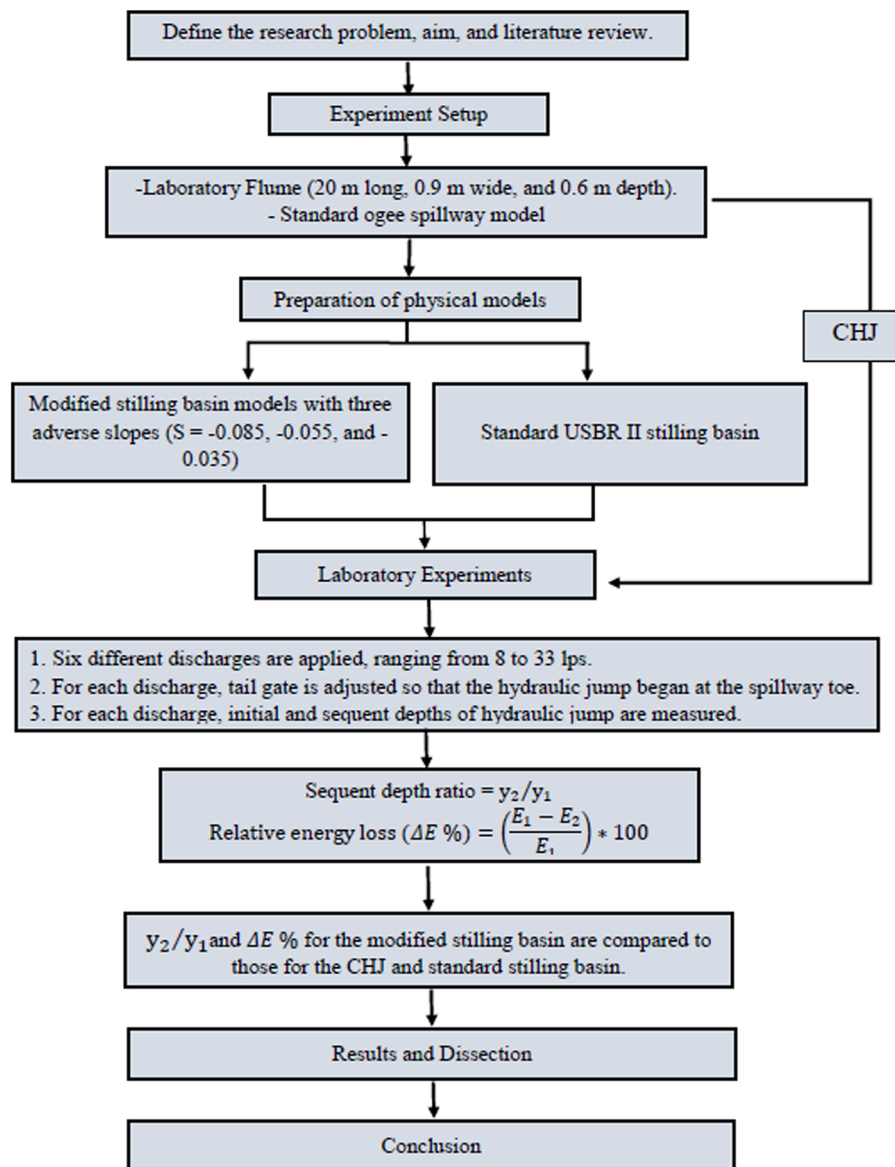 Define the research problem, aim, and literature review.
Experiment Setup
-Laboratory Flume (20 m long, 0.9 m wide, and 0.6 m depth).
- Standard ogee spillway model
CHJ
Preparation of physical models
Modified stilling basin models with three
adverse slopes (S = -0.085, -0.055, and -
0.035)
Standard USBR II stilling basin
Laboratory Experiments
1. Six different discharges are applied, ranging from 8 to 33 lps.
2. For each discharge, tail gate is adjusted so that the hydraulic jump began at the spillway toe.
3. For each discharge, initial and sequent depths of hydraulic jump are measured.
Sequent depth ratio = y₂/y₁
Relative energy loss (ΔE %) = ((E₁ − E₂)/E₁) * 100
y₂/y₁and ΔE % for the modified stilling basin are compared to
those for the CHJ and standard stilling basin.
Results and Dissection
Conclusion